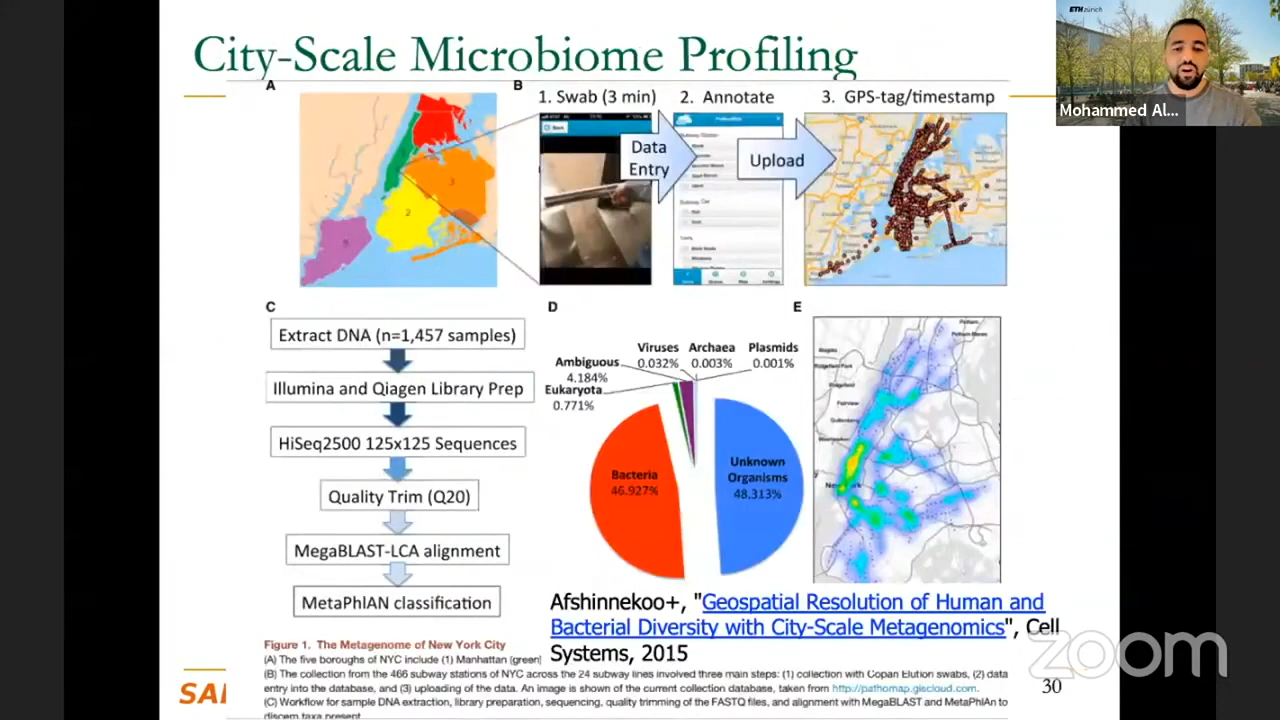 City-Scale Microbiome Profiling
ETH zürich
Mohammed Al...
A
B
1. Swab (3 min)
2. Annotate
3. GPS-tag/timestamp
Data
Entry
Upload
2
3
C
Extract DNA (n=1,457 samples)
Illumina and Qiagen Library Prep
HiSeq2500 125x125 Sequences
Quality Trim (Q20)
MegaBLAST-LCA alignment
MetaPhlAN classification
D
Viruses
0.032%
Archaea
0.003%
Plasmids
0.001%
Ambiguous
4.184%
Eukaryota
0.771%
Bacteria
46.927%
Unknown
Organisms
48.313%
E
Afshinnekoo+, "Geospatial Resolution of Human and
Bacterial Diversity with City-Scale Metagenomics", Cell
Systems, 2015
Figure 1. The Metagenome of New York City
(A) The five boroughs of NYC include (1) Manhattan (green)
(B) The collection from the 466 subway stations of NYC across the 24 subway lines involved three main steps: (1) collection with Copan Elution swabs, (2) data
entry into the database, and (3) uploading of the data. An image is shown of the current collection database, taken from http://pathomap.giscloud.com.
(C) Workflow for sample DNA extraction, library preparation, sequencing, quality trimming of the FASTQ files, and alignment with MegaBLAST and MetaPhlAn to
discern taxa present
SAF
30
zoom